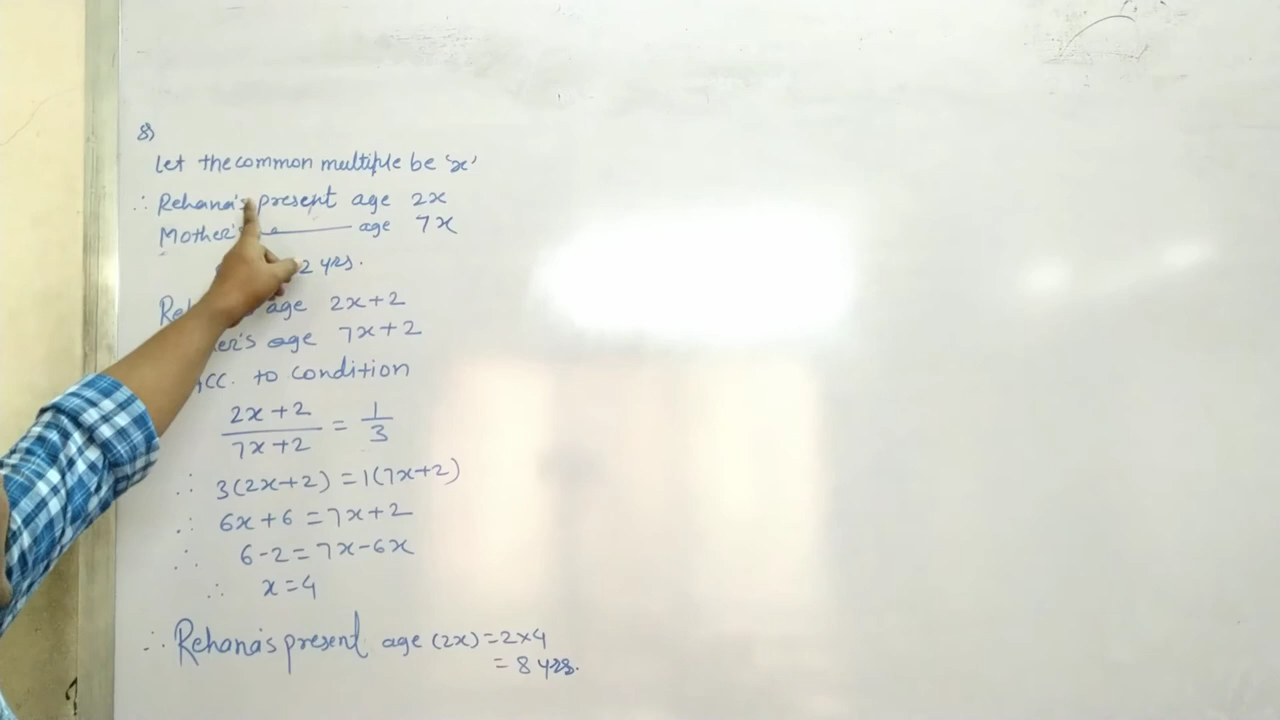 8)
Let the common multiple be 'x'
∴ Rehana's present age 2x
Mother's ——— age 7x
2 yrs.
age 2x+2
age 7x+2
Acc. to condition
(2x+2)/(7x+2) = 1/3
∴ 3(2x+2) = 1(7x+2)
∴ 6x+6 = 7x+2
∴ 6-2 = 7x-6x
∴ x=4
∴ Rehana's present age (2x) = 2×4
= 8 yrs.